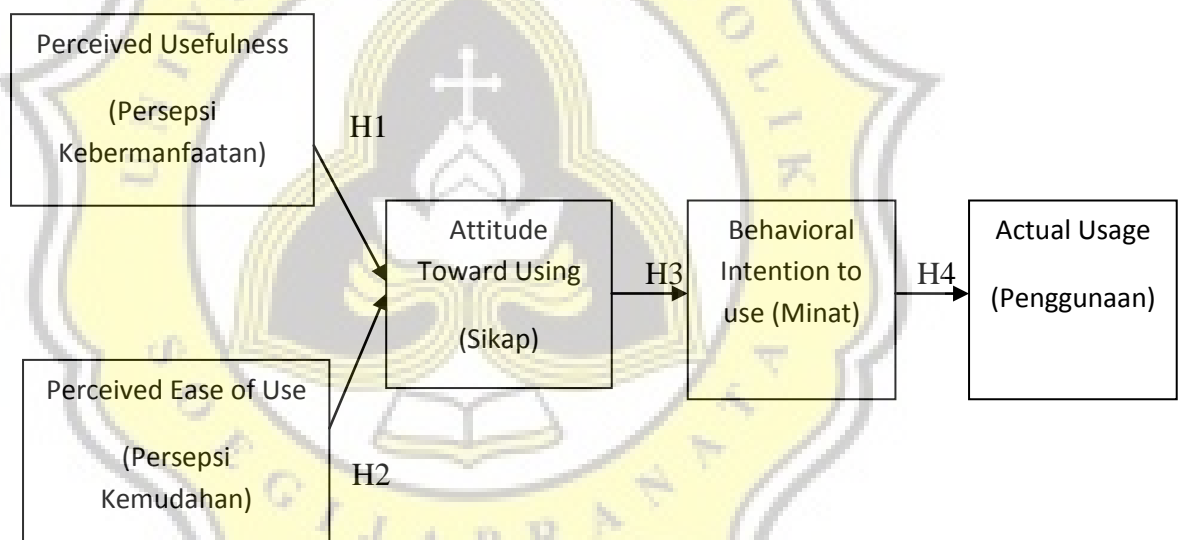 Perceived Usefulness
(Persepsi
Kebermanfaatan)
H1
Attitude
Toward Using
(Sikap)
H3
Behavioral
Intention to
use (Minat)
H4
Actual Usage
(Penggunaan)
Perceived Ease of Use
(Persepsi
Kemudahan)
H2
SOEGIJAPRANATA